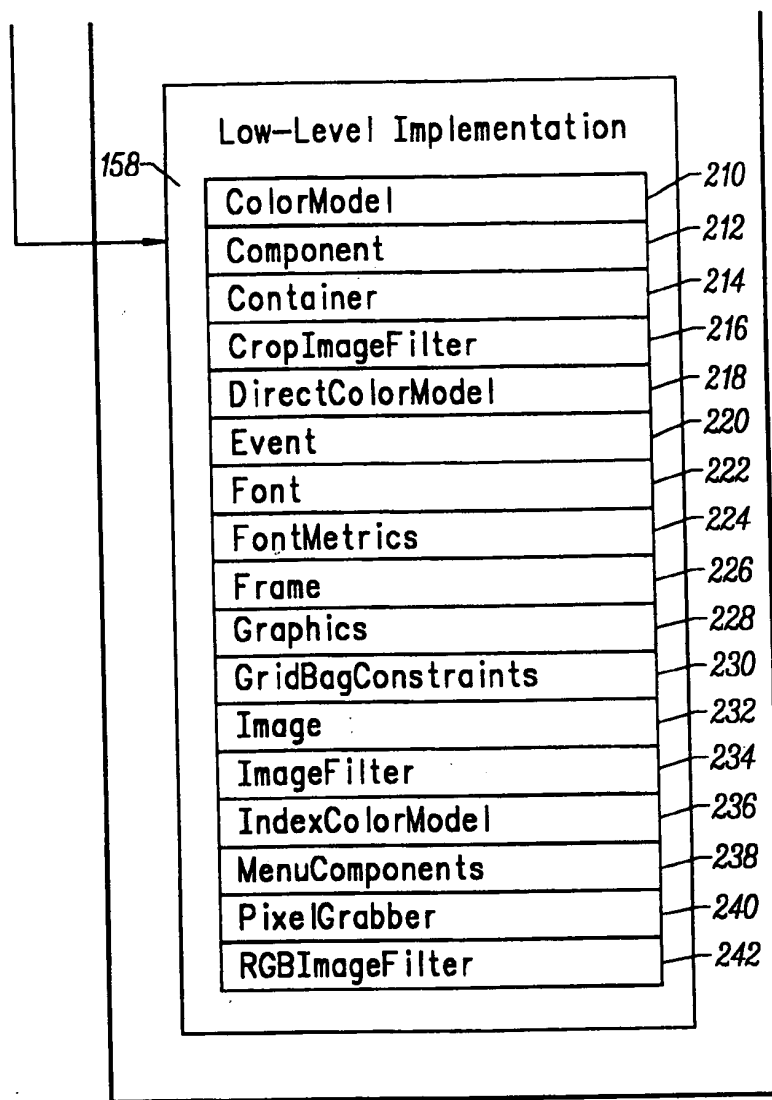 Low-Level Implementation
158
ColorModel 210
Component 212
Container 214
CropImageFilter 216
DirectColorModel 218
Event 220
Font 222
FontMetrics 224
Frame 226
Graphics 228
GridBagConstraints 230
Image 232
ImageFilter 234
IndexColorModel 236
MenuComponents 238
PixelGrabber 240
RGBImageFilter 242